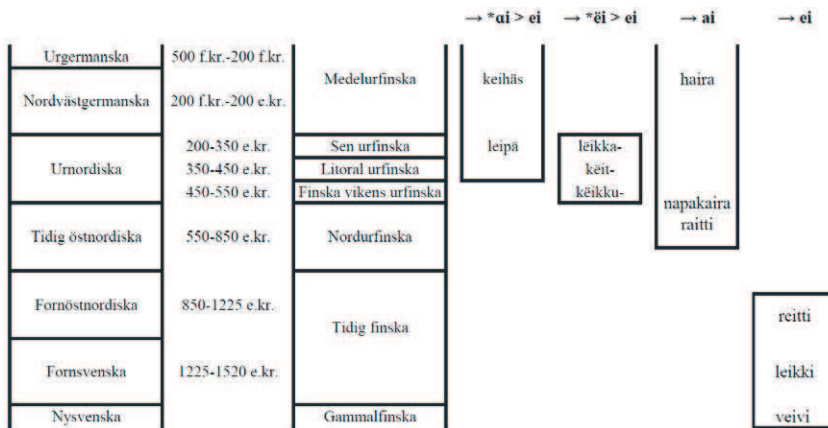 → *ɑi > ei → *ëi > ei → ai → ei
Urgermanska 500 f.kr.-200 f.kr.
Medelurfinska keihäs haira
Nordvästgermanska 200 f.kr.-200 e.kr.
200-350 e.kr. Sen urfinska leipä lëikka-
Urnordiska 350-450 e.kr. Litoral urfinska këit-
450-550 e.kr. Finska vikens urfinska këikku-
napakaira
Tidig östnordiska 550-850 e.kr. Nordurfinska raitti
Fornöstnordiska 850-1225 e.kr. reitti
Tidig finska
Fornsvenska 1225-1520 e.kr. leikki
Nysvenska Gammalfinska veivi